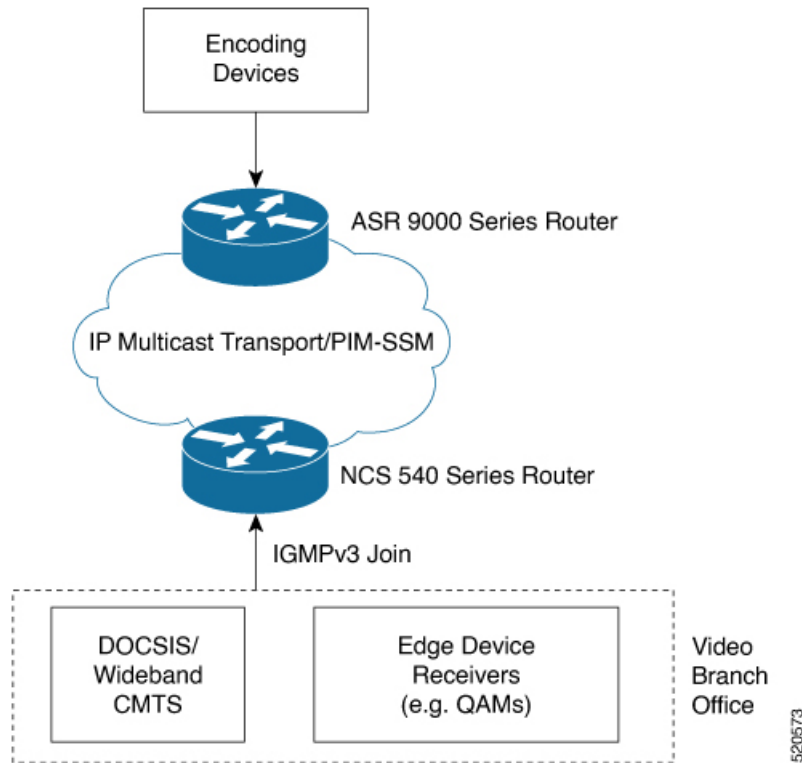 Encoding
Devices
ASR 9000 Series Router
IP Multicast Transport/PIM-SSM
NCS 540 Series Router
IGMPv3 Join
DOCSIS/
Wideband
CMTS
Edge Device
Receivers
(e.g. QAMs)
Video
Branch
Office
520573